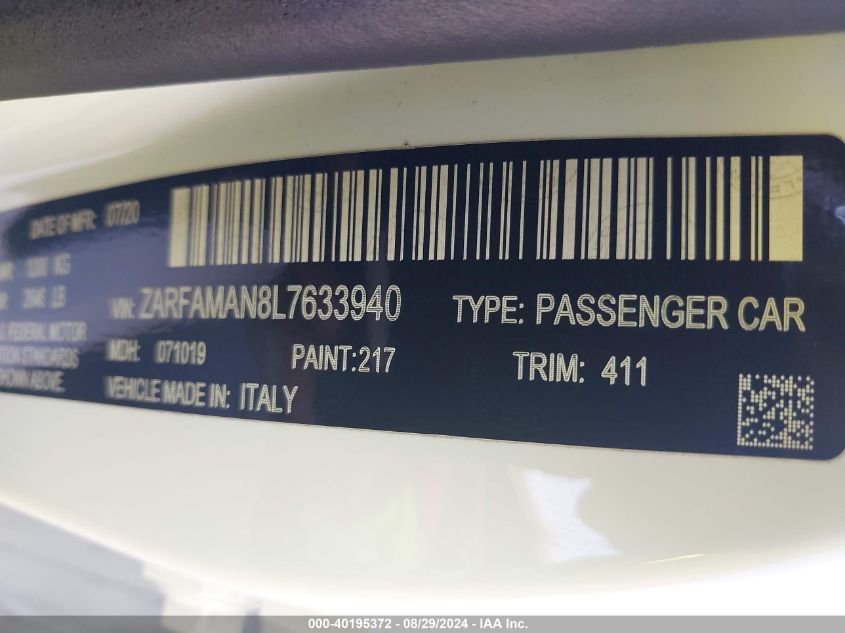 DATE OF MFR: 07/20
KG
LB
VIN: ZARFAMAN8L7633940
TYPE: PASSENGER CAR
FEDERAL MOTOR
STANDARDS
MDH: 071019
PAINT:217
TRIM: 411
SHOWN ABOVE.
VEHICLE MADE IN: ITALY
000-40195372 - 08/29/2024 - IAA Inc.